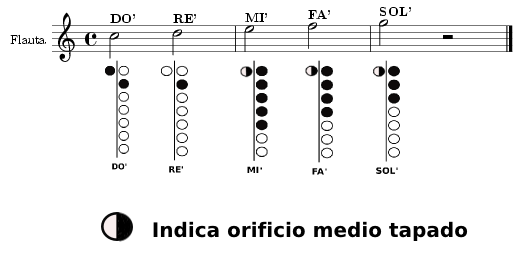 DO' RE' MI' FA' SOL'
Flauta
DO' RE' MI' FA' SOL'
Indica orificio medio tapado